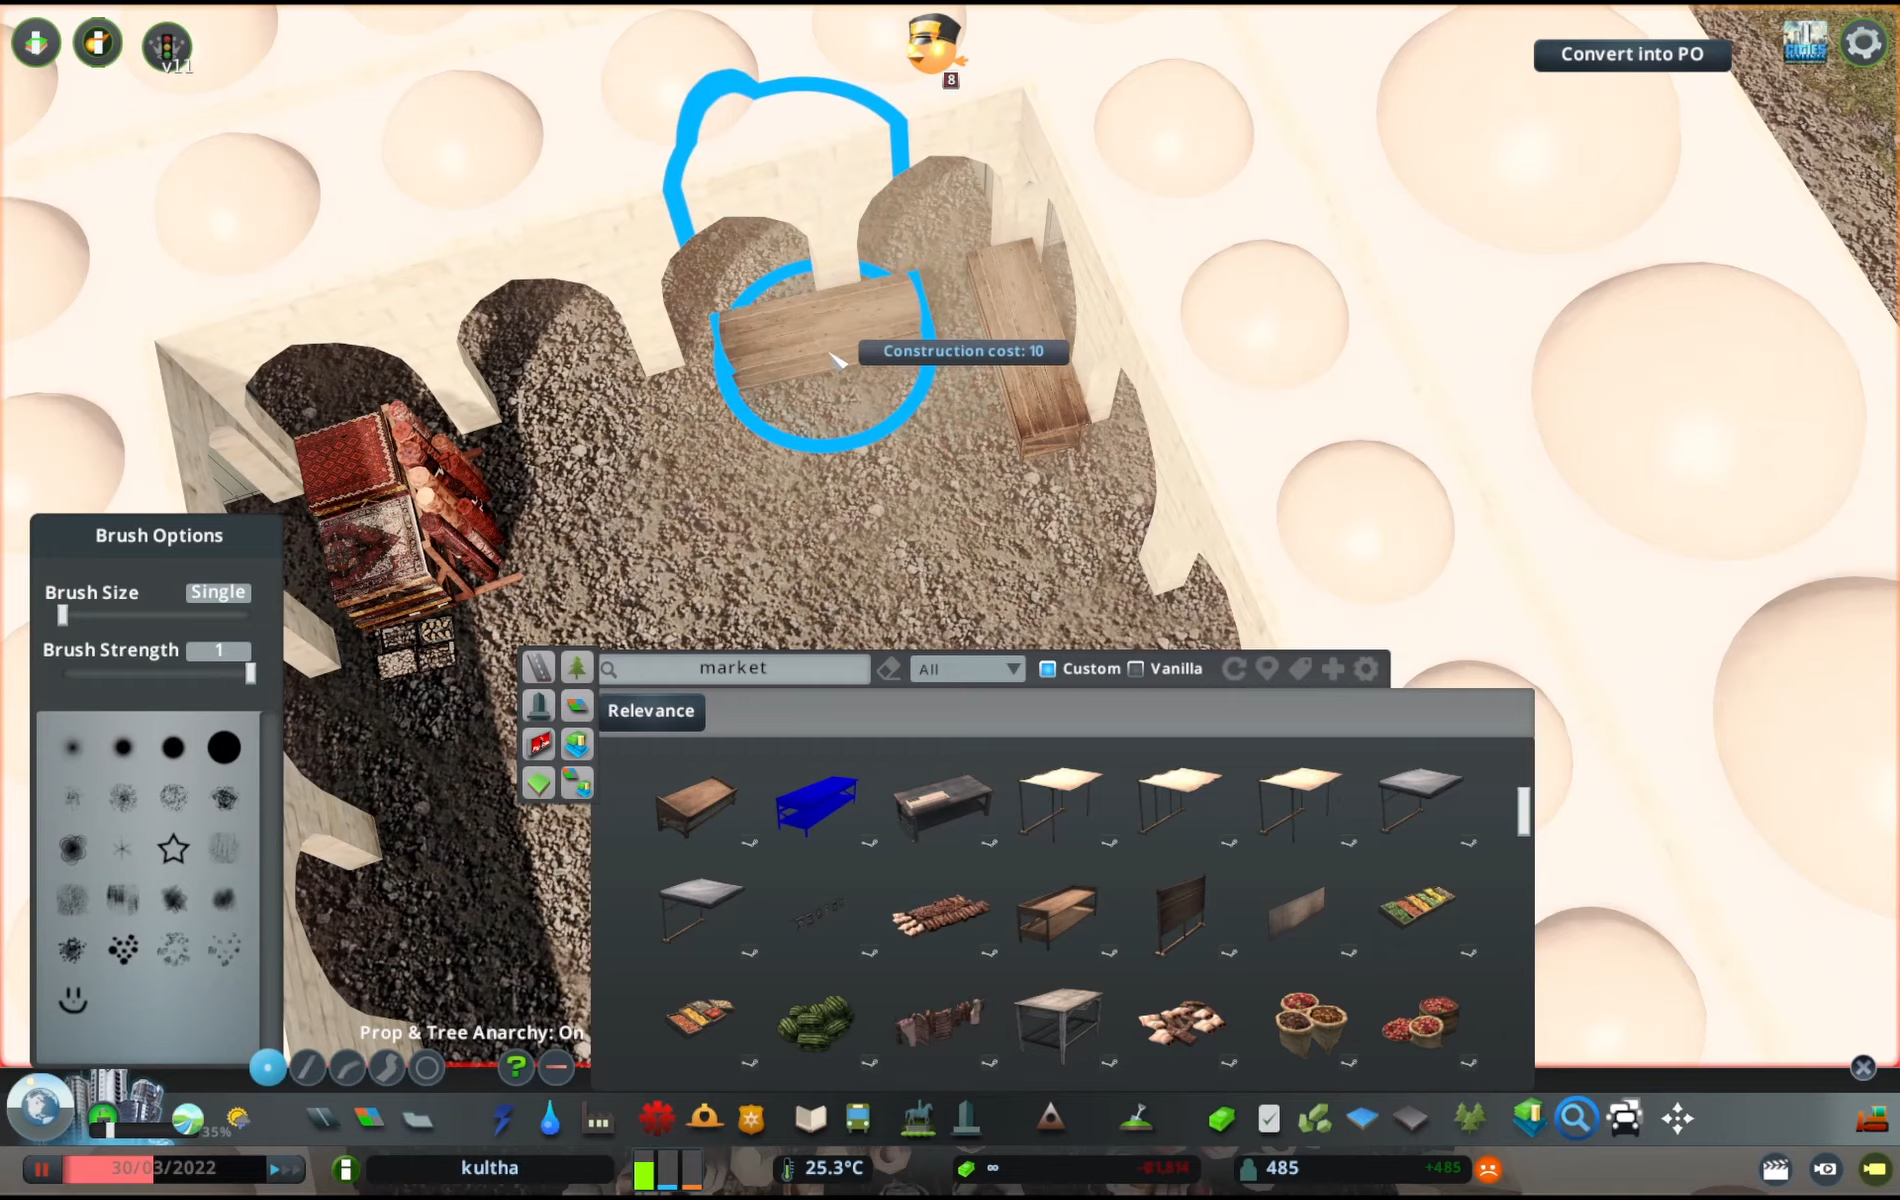 v11
8
Convert into PO
CITIES
Construction cost: 10
Brush Options
Brush Size Single
Brush Strength 1
market
All
Custom
Vanilla
Relevance
Prop & Tree Anarchy: On
?
35%
30/03/2022
kultha
25.3°C
∞
485
+485